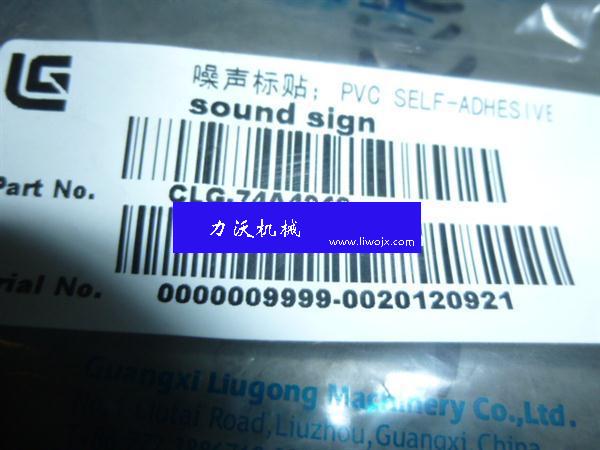 LG
噪声标贴; PVC SELF-ADHESIVE
sound sign
Part No.
力沃机械
www.liwojx.com
rial No. 0000009999-0020120921
Guangxi Liugong Machinery Co.,Ltd.
Liutai Road,Liuzhou,Guangxi,China